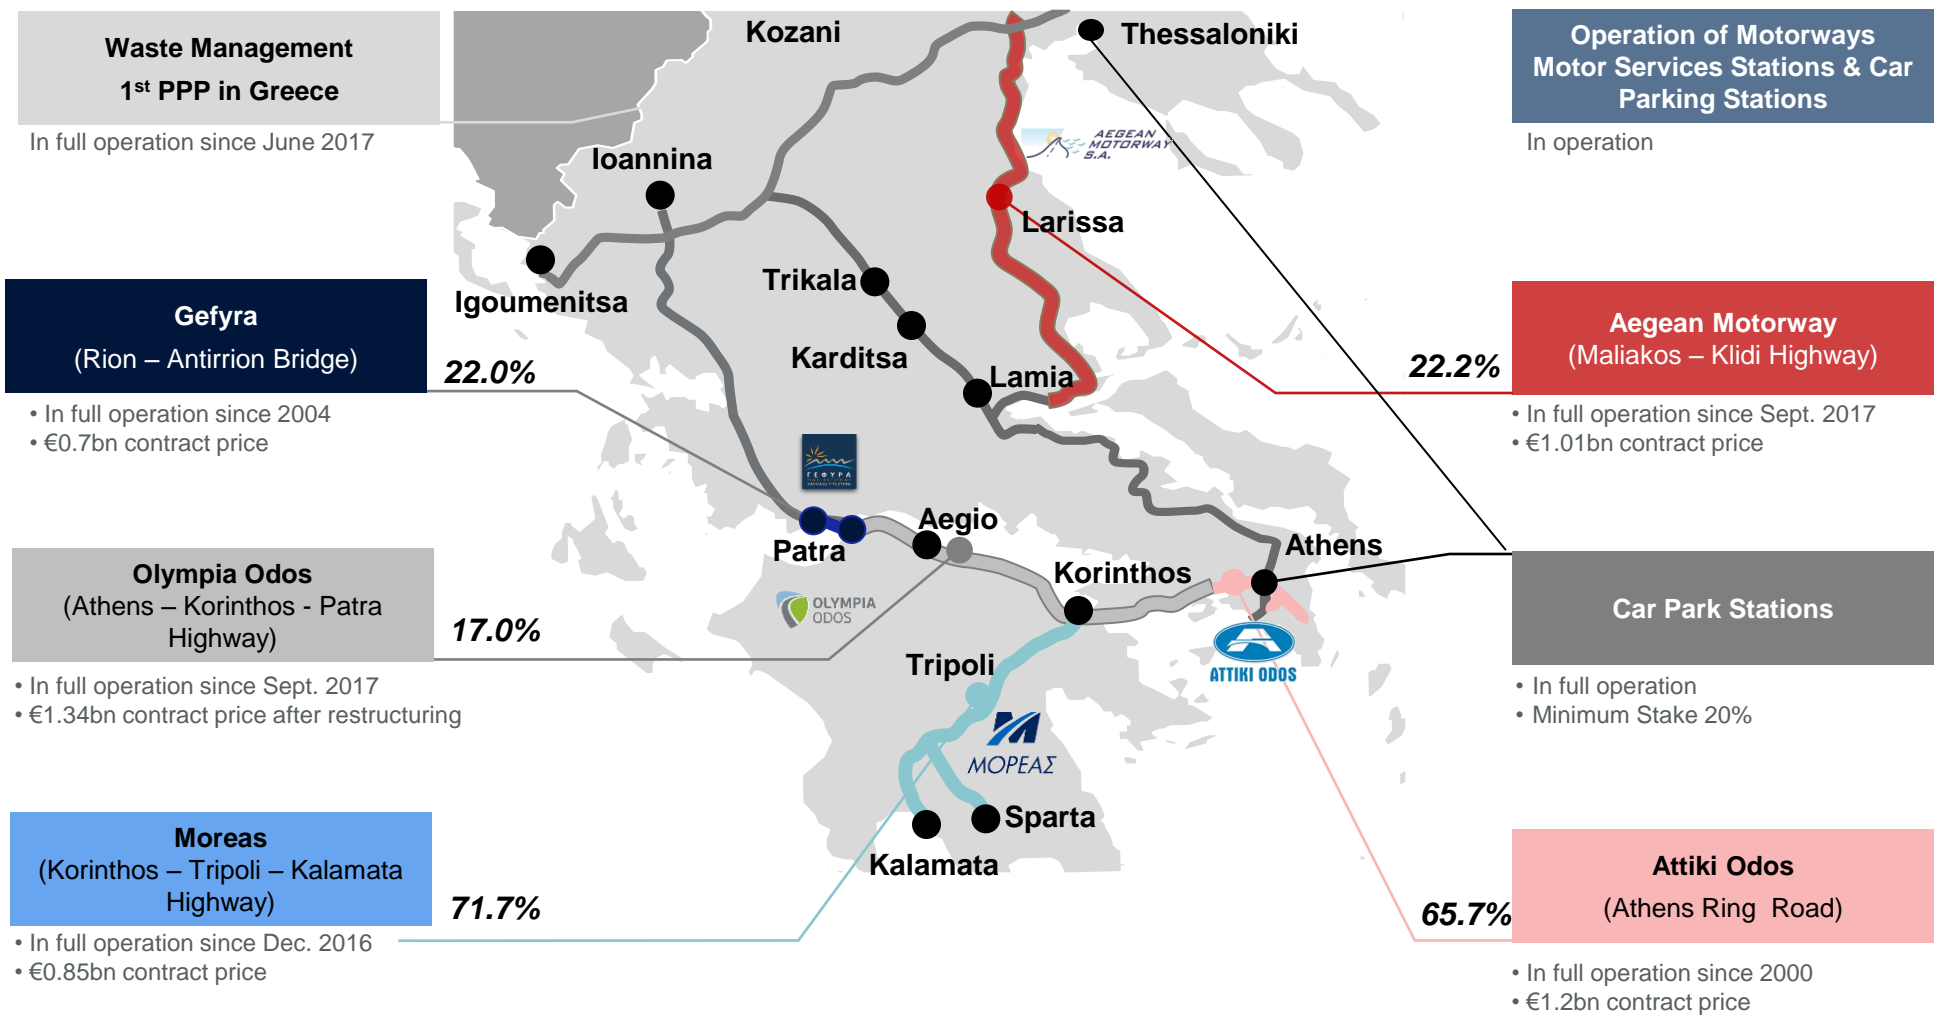 Waste Management
1st PPP in Greece
In full operation since June 2017
Gefyra
(Rion – Antirrion Bridge)
22.0%
• In full operation since 2004
• €0.7bn contract price
Olympia Odos
(Athens – Korinthos - Patra
Highway)
17.0%
• In full operation since Sept. 2017
• €1.34bn contract price after restructuring
Moreas
(Korinthos – Tripoli – Kalamata
Highway)
71.7%
• In full operation since Dec. 2016
• €0.85bn contract price
Kozani
Thessaloniki
AEGEAN
MOTORWAY
S.A.
Ioannina
Larissa
Igoumenitsa
Trikala
Karditsa
Lamia
ΓΕΦΥΡΑ
Patra
Aegio
Athens
Korinthos
OLYMPIA
ODOS
Tripoli
ATTIKI ODOS
ΜΟΡΕΑΣ
Sparta
Kalamata
Operation of Motorways
Motor Services Stations & Car
Parking Stations
In operation
Aegean Motorway
(Maliakos – Klidi Highway)
22.2%
• In full operation since Sept. 2017
• €1.01bn contract price
Car Park Stations
• In full operation
• Minimum Stake 20%
Attiki Odos
(Athens Ring Road)
65.7%
• In full operation since 2000
• €1.2bn contract price